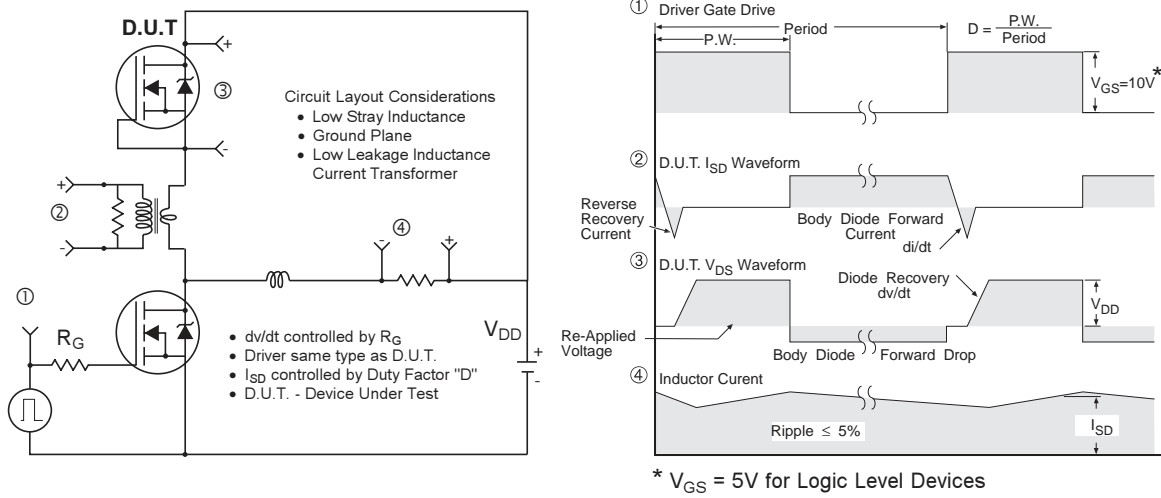 D.U.T
+
③
-
Circuit Layout Considerations
• Low Stray Inductance
• Ground Plane
• Low Leakage Inductance
Current Transformer
+
②
-
④
-
+
①
R_G
V_DD
+
-
• dv/dt controlled by R_G
• Driver same type as D.U.T.
• I_SD controlled by Duty Factor "D"
• D.U.T. - Device Under Test
① Driver Gate Drive
Period
P.W.
D = P.W.
Period
V_GS=10V *
② D.U.T. I_SD Waveform
Reverse
Recovery
Current
Body Diode Forward
Current
di/dt
③ D.U.T. V_DS Waveform
Diode Recovery
dv/dt
V_DD
Re-Applied
Voltage
Body Diode Forward Drop
④ Inductor Curent
Ripple ≤ 5%
I_SD
* V_GS = 5V for Logic Level Devices